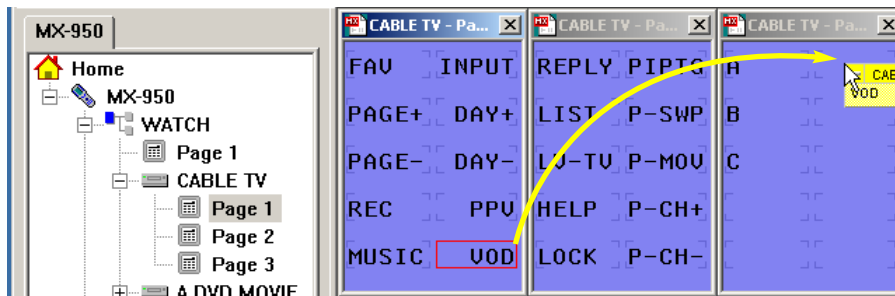 MX-950
Home
MX-950
WATCH
Page 1
CABLE TV
Page 1
Page 2
Page 3
A DVD MOVIE
CABLE TV - Pa...
FAV INPUT
PAGE+ DAY+
PAGE- DAY-
REC PPV
MUSIC VOD
CABLE TV - Pa...
REPLY PIPTG
LIST P-SWP
LV-TV P-MOV
HELP P-CH+
LOCK P-CH-
CABLE TV - Pa...
A
B
C
CAB
VOD